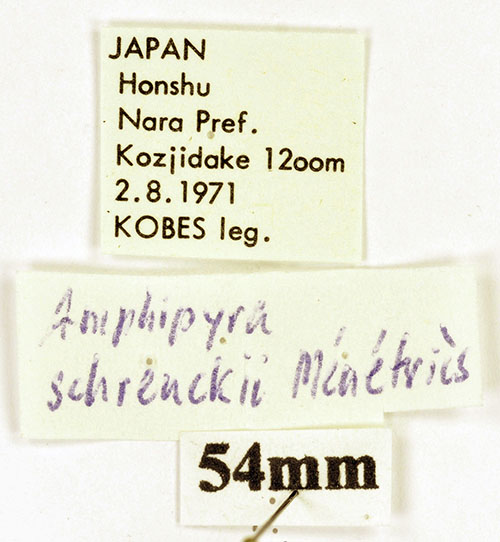 JAPAN
Honshu
Nara Pref.
Kozjidake 12oom
2.8.1971
KOBES leg.
Amphipyra
schrenckii Ménétriès
54mm